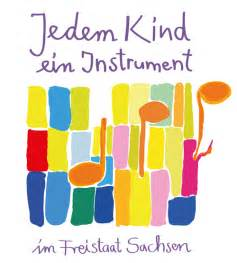 Jedem Kind
ein Instrument
im Freistaat Sachsen